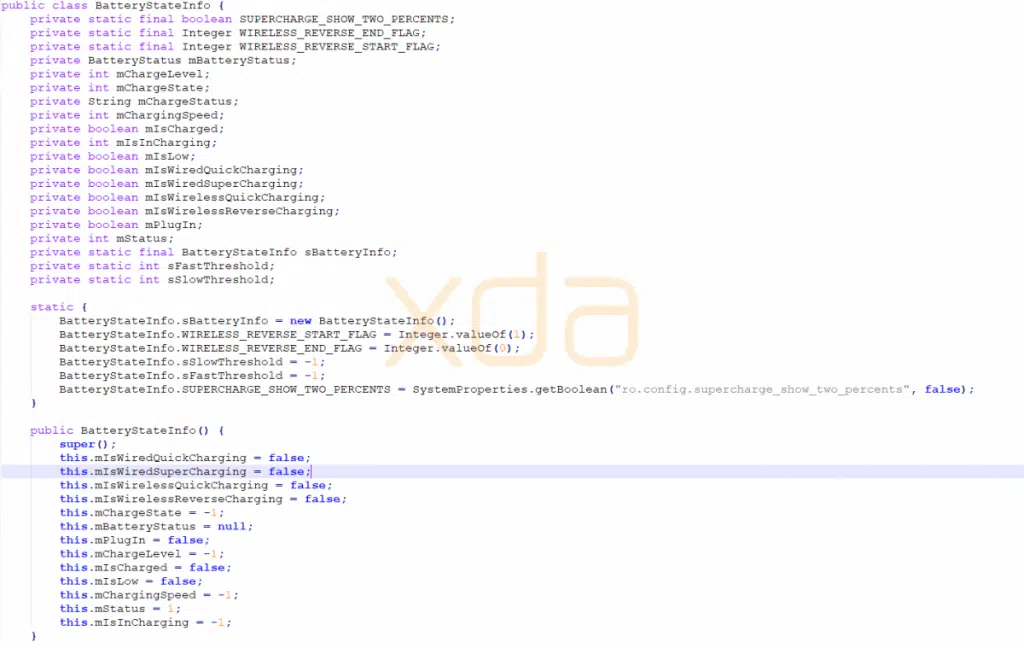 public class BatteryStateInfo {
private static final boolean SUPERCHARGE_SHOW_TWO_PERCENTS;
private static final Integer WIRELESS_REVERSE_END_FLAG;
private static final Integer WIRELESS_REVERSE_START_FLAG;
private BatteryStatus mBatteryStatus;
private int mChargeLevel;
private int mChargeState;
private String mChargeStatus;
private int mChargingSpeed;
private boolean mIsCharged;
private int mIsInCharging;
private boolean mIsLow;
private boolean mIsWiredQuickCharging;
private boolean mIsWiredSuperCharging;
private boolean mIsWirelessQuickCharging;
private boolean mIsWirelessReverseCharging;
private boolean mPlugIn;
private int mStatus;
private static final BatteryStateInfo sBatteryInfo;
private static int sFastThreshold;
private static int sSlowThreshold;
static {
BatteryStateInfo.sBatteryInfo = new BatteryStateInfo();
BatteryStateInfo.WIRELESS_REVERSE_START_FLAG = Integer.valueOf(1);
BatteryStateInfo.WIRELESS_REVERSE_END_FLAG = Integer.valueOf(0);
BatteryStateInfo.sSlowThreshold = -1;
BatteryStateInfo.sFastThreshold = -1;
BatteryStateInfo.SUPERCHARGE_SHOW_TWO_PERCENTS = SystemProperties.getBoolean("ro.config.supercharge_show_two_percents", false);
}
public BatteryStateInfo() {
super();
this.mIsWiredQuickCharging = false;
this.mIsWiredSuperCharging = false;
this.mIsWirelessQuickCharging = false;
this.mIsWirelessReverseCharging = false;
this.mChargeState = -1;
this.mBatteryStatus = null;
this.mPlugIn = false;
this.mChargeLevel = -1;
this.mIsCharged = false;
this.mIsLow = false;
this.mChargingSpeed = -1;
this.mStatus = 1;
this.mIsInCharging = -1;
}
xda